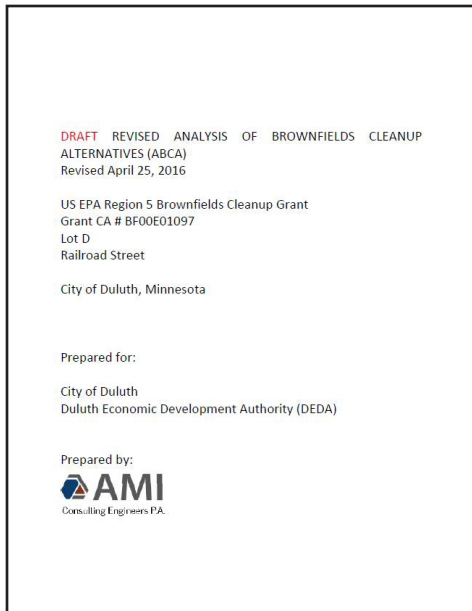 DRAFT REVISED ANALYSIS OF BROWNFIELDS CLEANUP
ALTERNATIVES (ABCA)
Revised April 25, 2016
US EPA Region 5 Brownfields Cleanup Grant
Grant CA # BF00E01097
Lot D
Railroad Street
City of Duluth, Minnesota
Prepared for:
City of Duluth
Duluth Economic Development Authority (DEDA)
Prepared by:
AMI
Consulting Engineers P.A.